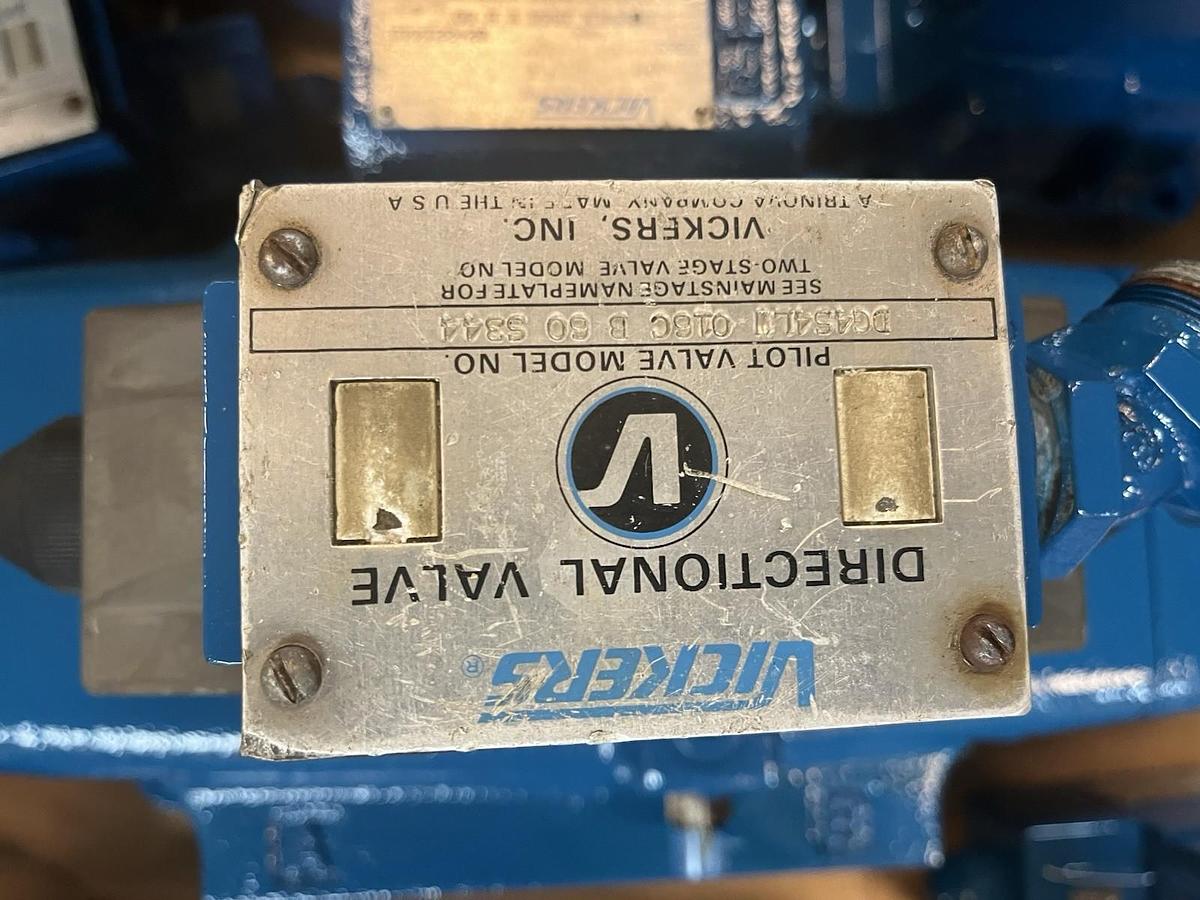 VICKERS®
DIRECTIONAL VALVE
PILOT VALVE MODEL NO.
DG4S4LW 016C B 60 S344
SEE MAINSTAGE NAMEPLATE FOR
TWO-STAGE VALVE MODEL NO
VICKERS, INC.
A TRINOVA COMPANY MADE IN THE U S A
VICKERS